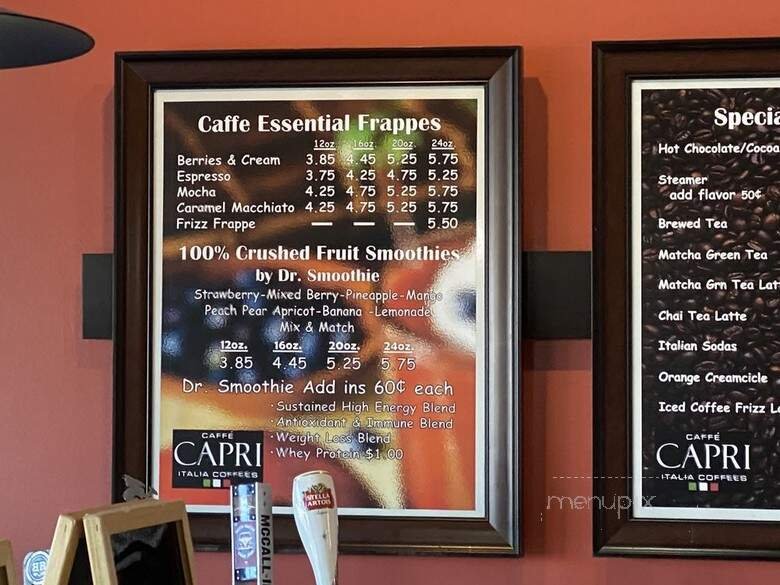 Caffe Essential Frappes
12oz. 16oz. 20oz. 24oz.
Berries & Cream 3.85 4.45 5.25 5.75
Espresso 3.75 4.25 4.75 5.25
Mocha 4.25 4.75 5.25 5.75
Caramel Macchiato 4.25 4.75 5.25 5.75
Frizz Frappe — — — 5.50
100% Crushed Fruit Smoothies
by Dr. Smoothie
Strawberry-Mixed Berry-Pineapple-Mango
Peach Pear Apricot-Banana -Lemonade
Mix & Match
12oz. 16oz. 20oz. 24oz.
3.85 4.45 5.25 5.75
Dr. Smoothie Add ins 60¢ each
·Sustained High Energy Blend
·Antioxidant & Immune Blend
·Weight Loss Blend
·Whey Protein $1.00
CAFFÉ
CAPRI
ITALIA COFFEES
Specia
Hot Chocolate/Cocoa
Steamer
add flavor 50¢
Brewed Tea
Matcha Green Tea
Matcha Grn Tea Lat
Chai Tea Latte
Italian Sodas
Orange Creamcicle
Iced Coffee Frizz L
CAFFÉ
CAPRI
ITALIA COFFEES
STELLA
ARTOIS
MCCALL-
menupix